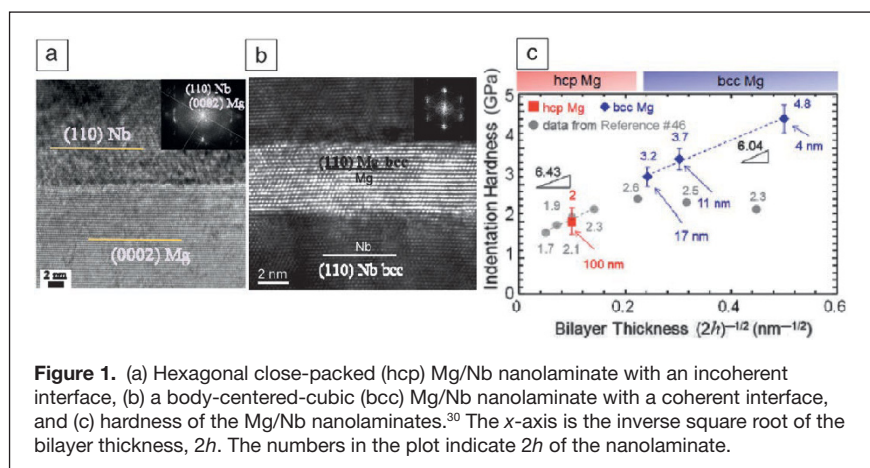 a
(110) Nb
(0002) Mg
(110) Nb
(0002) Mg
2 nm
b
(110) Mg bcc
Mg
Nb
(110) Nb bcc
2 nm
c
hcp Mg
bcc Mg
hcp Mg
bcc Mg
data from Reference #46
Indentation Hardness (GPa)
5
4
3
2
1
0
6.43
6.04
1.7
1.9
2.1
2
2.3
100 nm
2.6
3.2
17 nm
3.7
11 nm
2.5
2.3
4.8
4 nm
0
0.2
0.4
0.6
Bilayer Thickness (2h)⁻¹/² (nm⁻¹/²)
Figure 1. (a) Hexagonal close-packed (hcp) Mg/Nb nanolaminate with an incoherent
interface, (b) a body-centered-cubic (bcc) Mg/Nb nanolaminate with a coherent interface,
and (c) hardness of the Mg/Nb nanolaminates.³⁰ The x-axis is the inverse square root of the
bilayer thickness, 2h. The numbers in the plot indicate 2h of the nanolaminate.